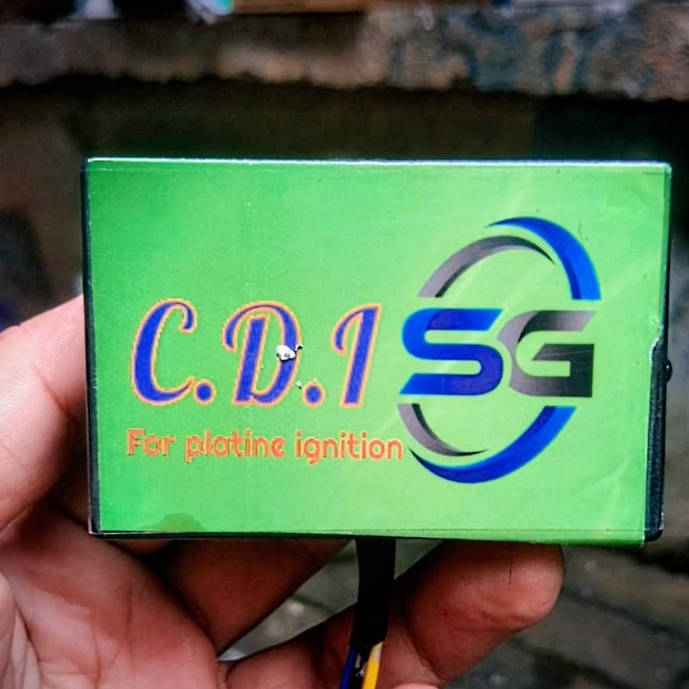 C.D.I
SG
For platine ignition